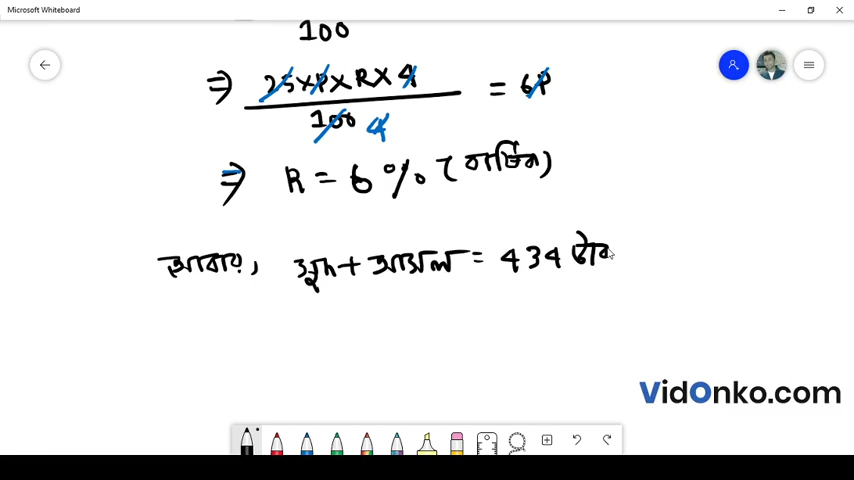 Microsoft Whiteboard
100
⇒ 25×P×R×4 = 6P
100 4
⇒ R = 6% (বার্ষিক)
আবার, সুদ + আসল = 434 টাক
VidOnko.com